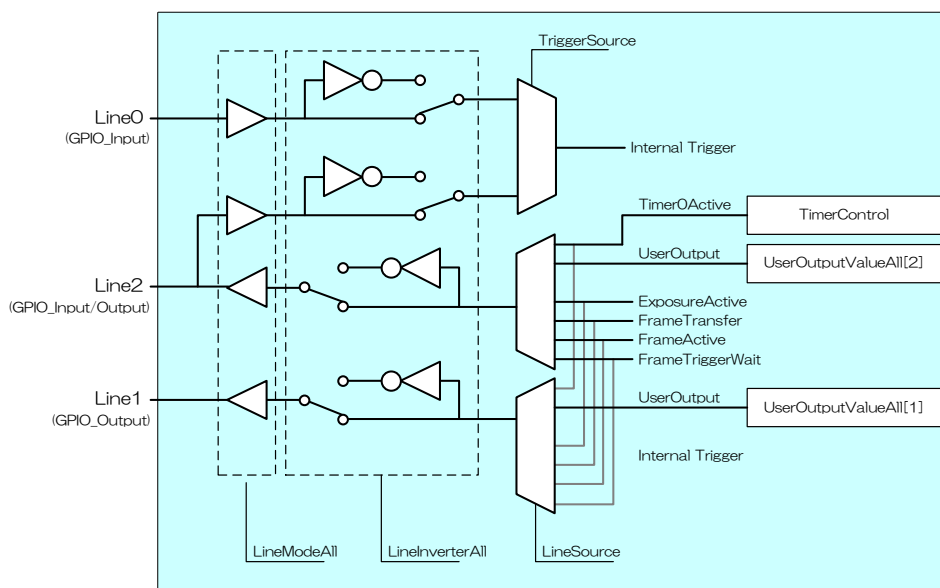 TriggerSource
Line0
(GPIO_Input)
Internal Trigger
Timer0Active
TimerControl
UserOutput
UserOutputValueAll[2]
Line2
(GPIO_Input/Output)
ExposureActive
FrameTransfer
FrameActive
FrameTriggerWait
Line1
(GPIO_Output)
UserOutput
UserOutputValueAll[1]
Internal Trigger
LineModeAll
LineInverterAll
LineSource